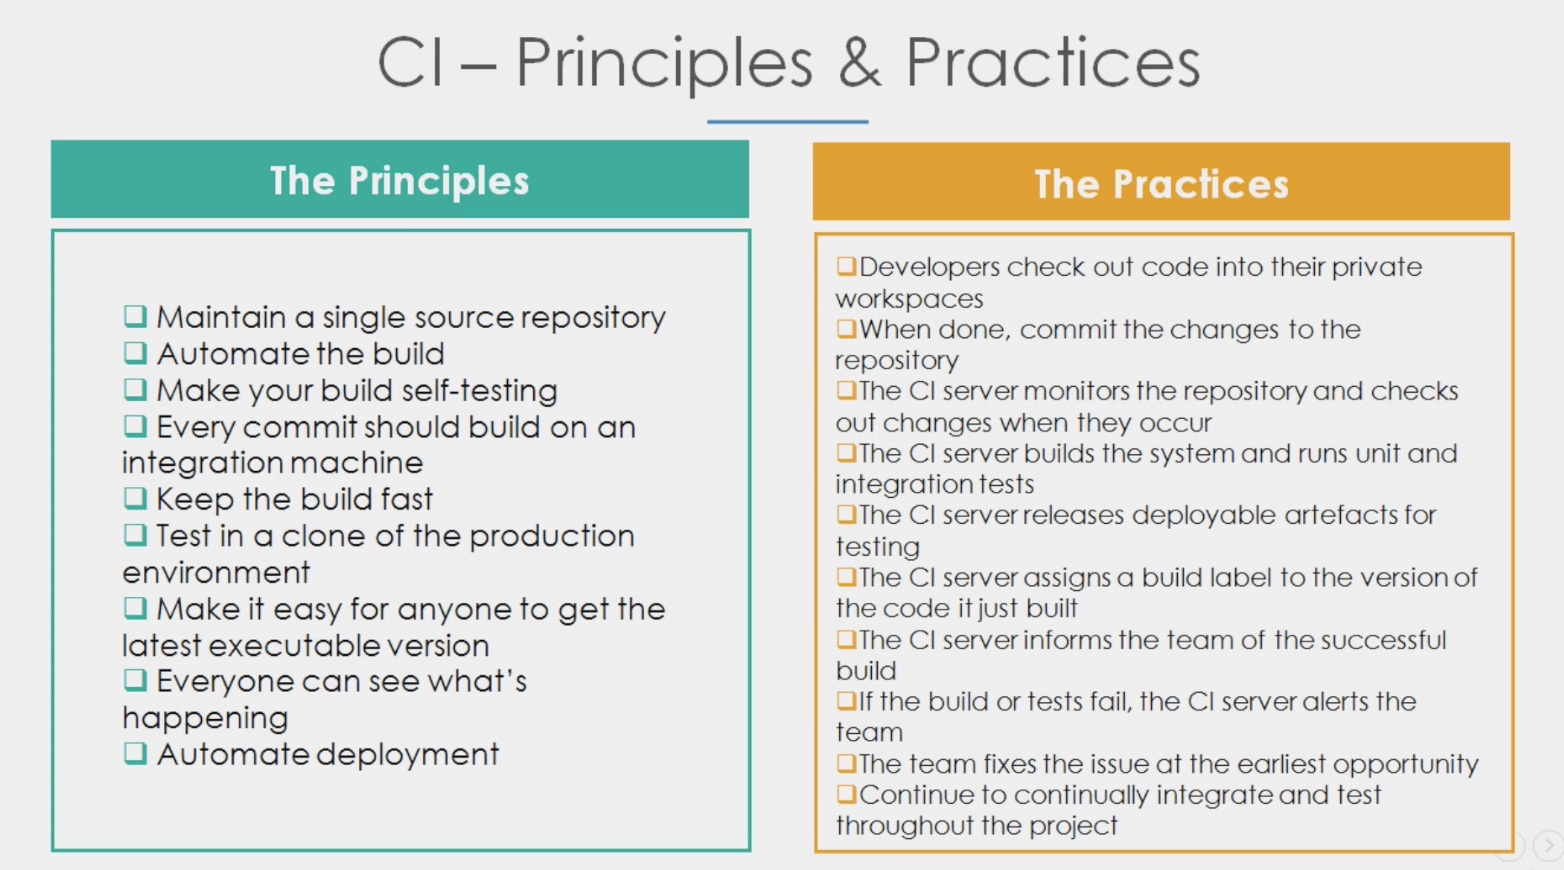 CI – Principles & Practices
The Principles
❑ Maintain a single source repository
❑ Automate the build
❑ Make your build self-testing
❑ Every commit should build on an
integration machine
❑ Keep the build fast
❑ Test in a clone of the production
environment
❑ Make it easy for anyone to get the
latest executable version
❑ Everyone can see what’s
happening
❑ Automate deployment
The Practices
❑Developers check out code into their private
workspaces
❑When done, commit the changes to the
repository
❑The CI server monitors the repository and checks
out changes when they occur
❑The CI server builds the system and runs unit and
integration tests
❑The CI server releases deployable artefacts for
testing
❑The CI server assigns a build label to the version of
the code it just built
❑The CI server informs the team of the successful
build
❑If the build or tests fail, the CI server alerts the
team
❑The team fixes the issue at the earliest opportunity
❑Continue to continually integrate and test
throughout the project